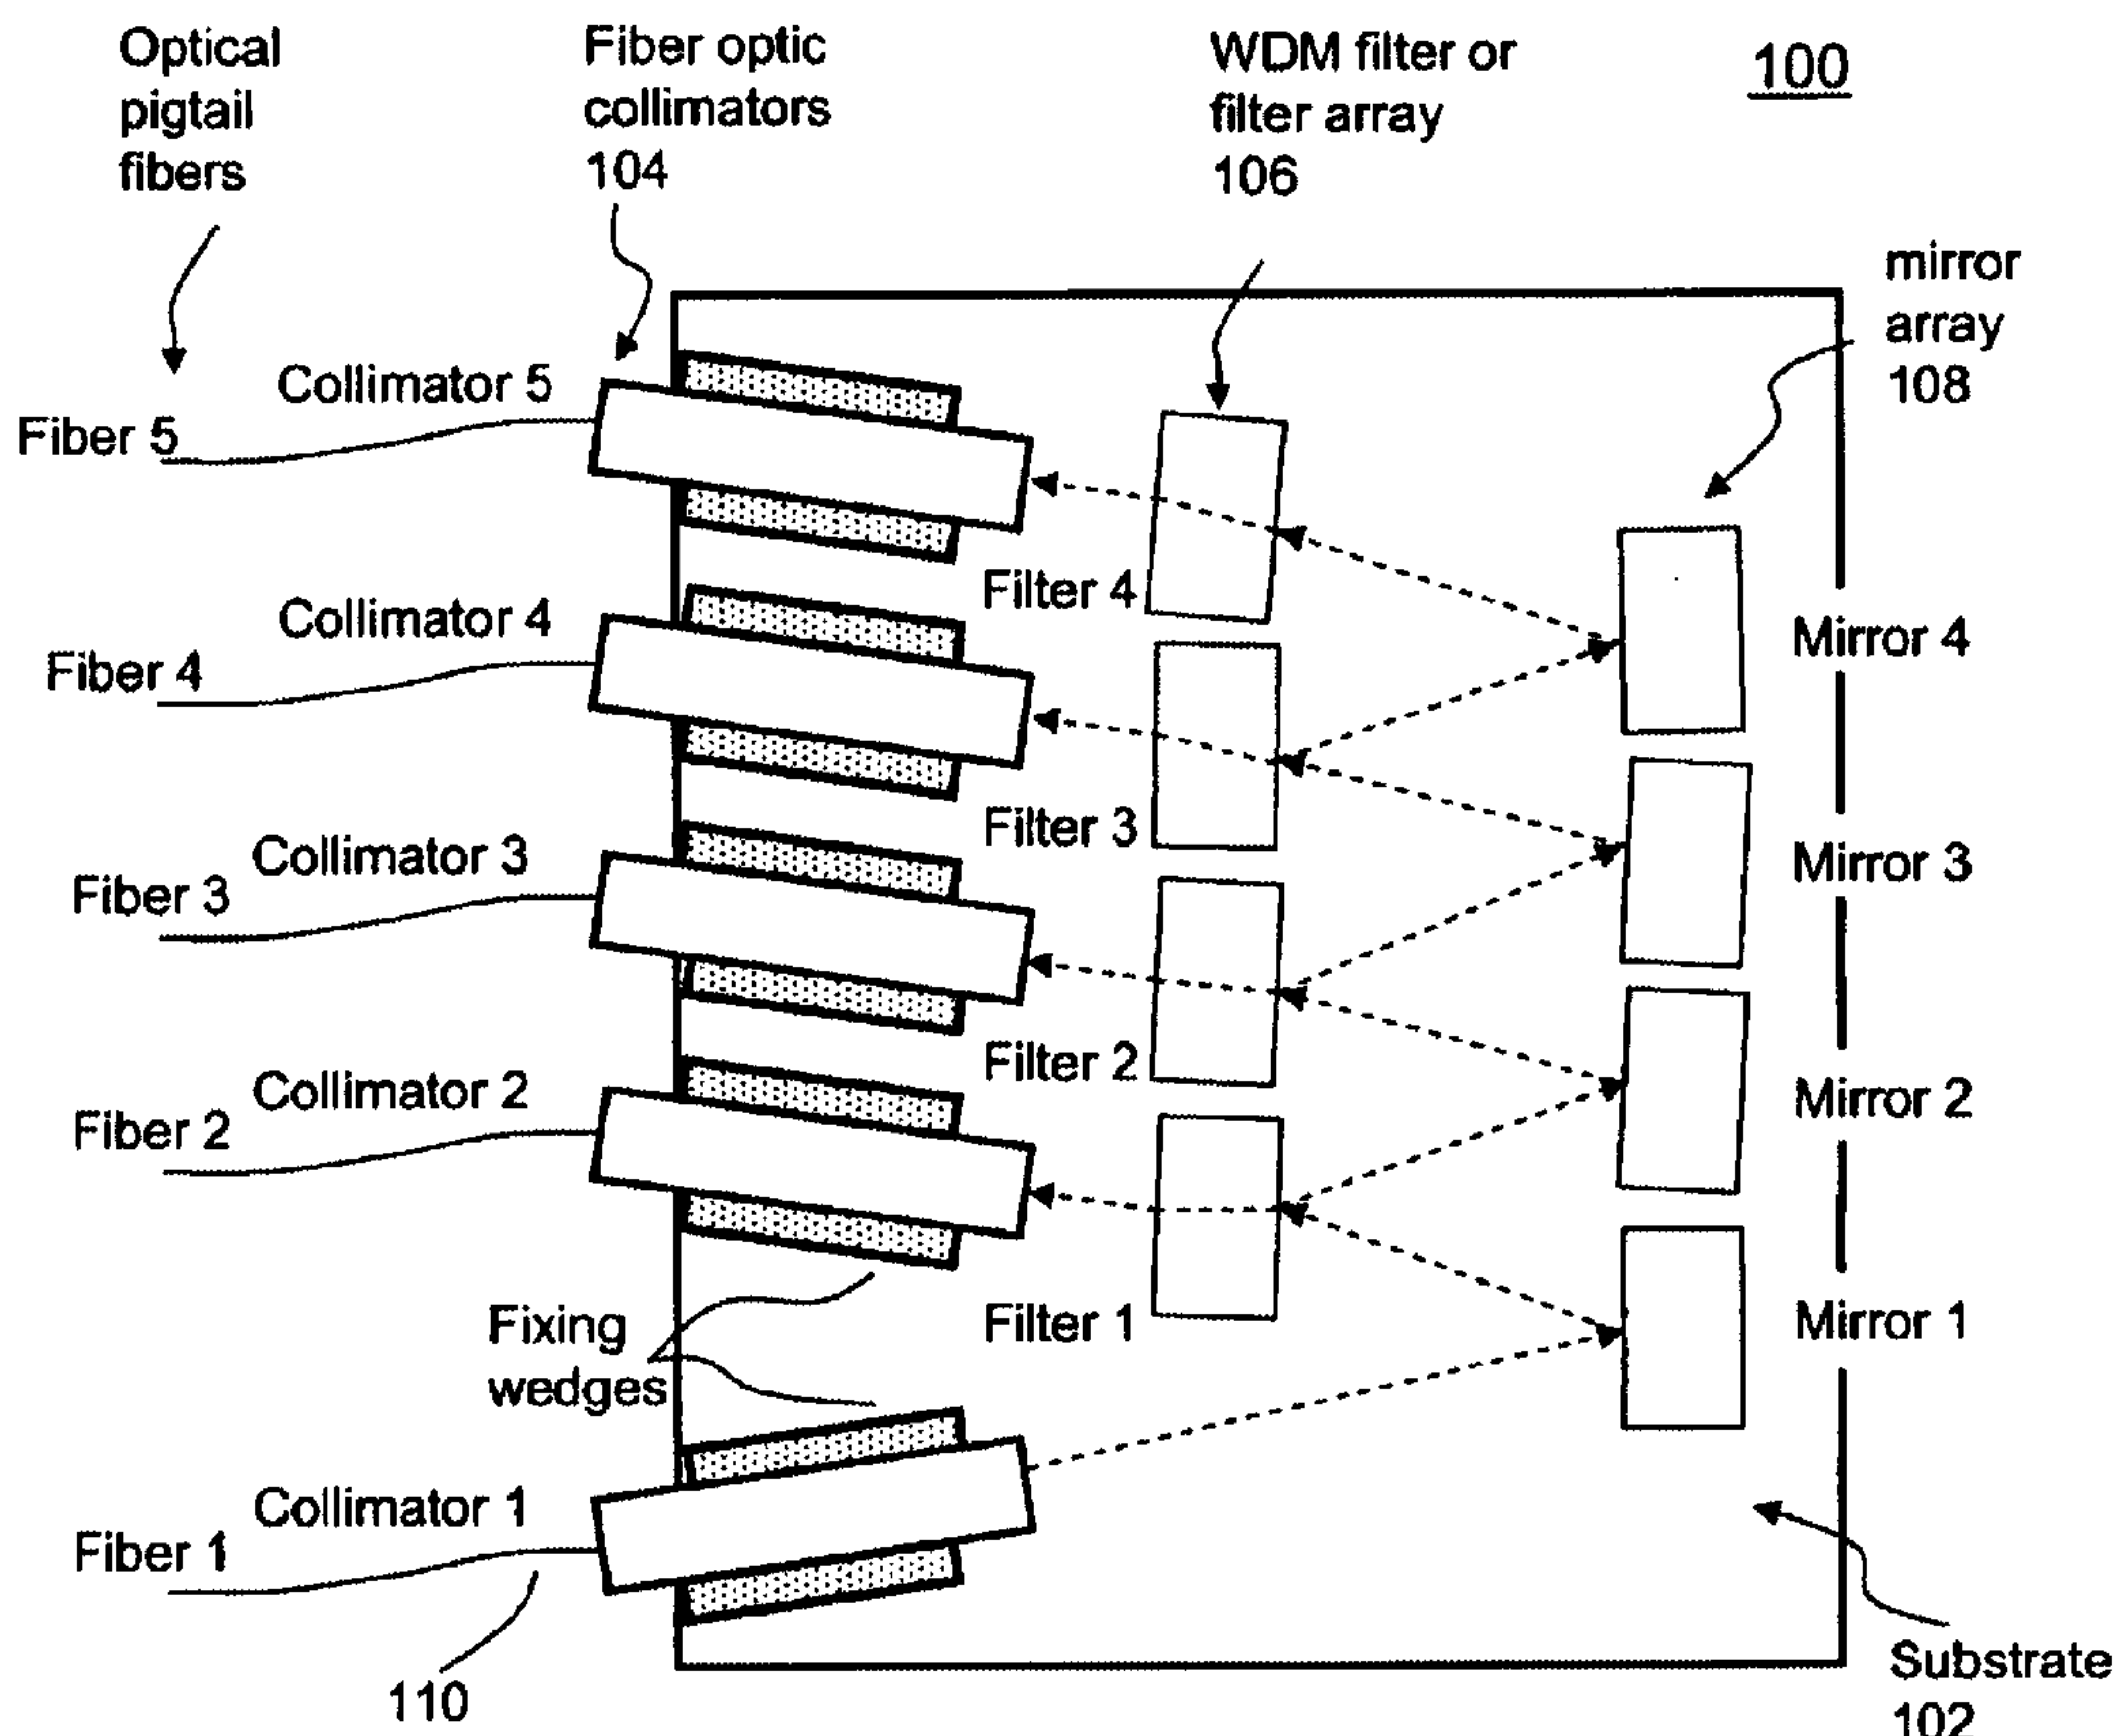 Optical
pigtail
fibers
Fiber optic
collimators
104
WDM filter or
filter array
106
100
mirror
array
108
Collimator 5
Fiber 5
Filter 4
Collimator 4
Mirror 4
Fiber 4
Filter 3
Collimator 3
Mirror 3
Fiber 3
Filter 2
Collimator 2
Mirror 2
Fiber 2
Fixing
wedges
Filter 1
Mirror 1
Collimator 1
Fiber 1
110
Substrate
102